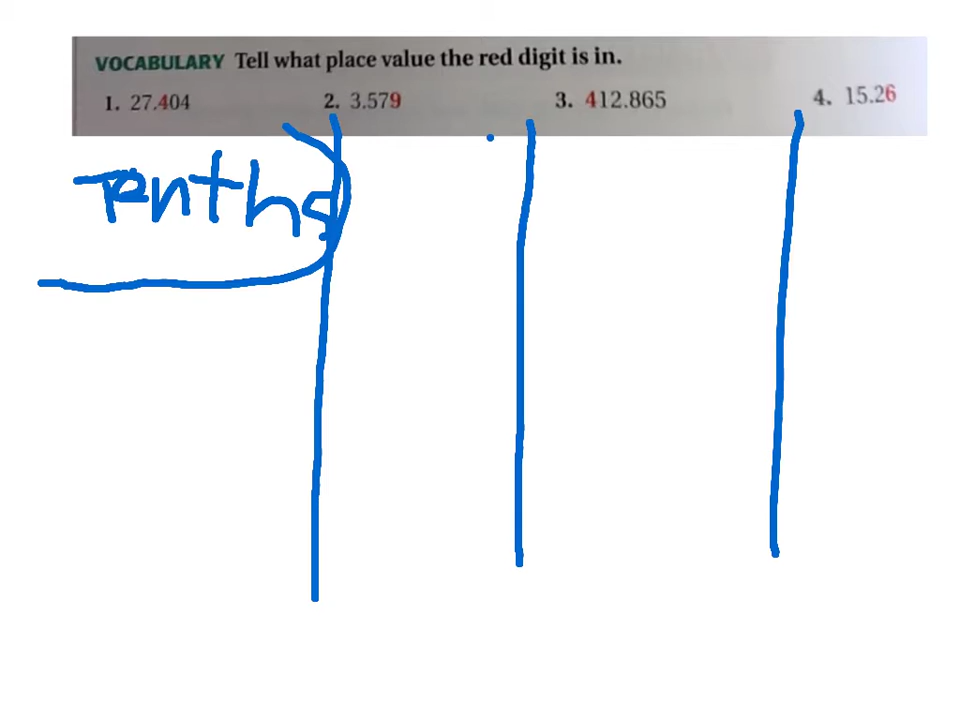 VOCABULARY Tell what place value the red digit is in.
1. 27.404 2. 3.579 3. 412.865 4. 15.26
Tenths